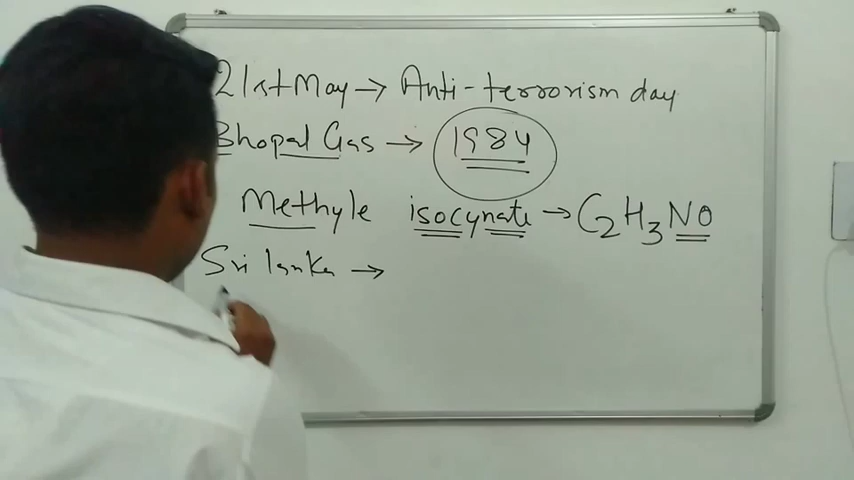 21st May → Anti-terrorism day
Bhopal Gas → 1984
Methyle isocynate → C2H3NO
Sri lanka →